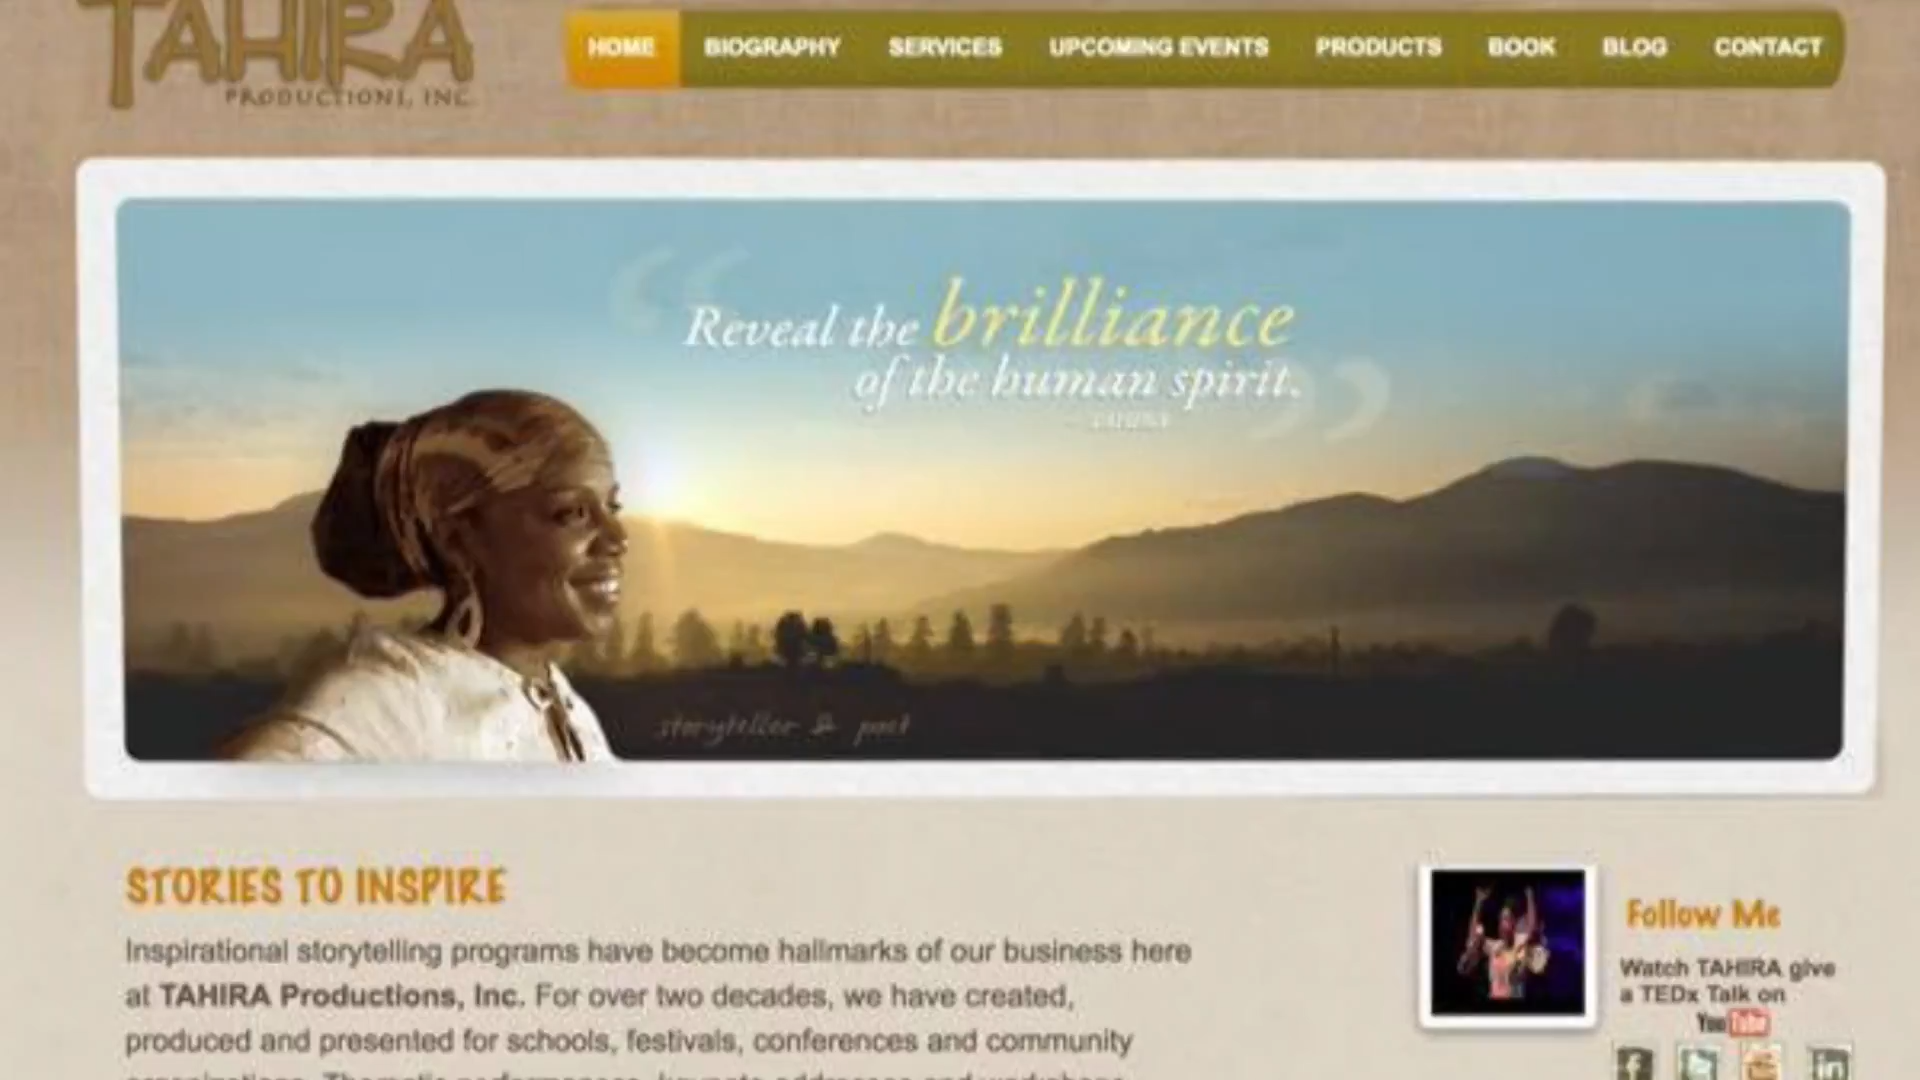 TAHIRA
PRODUCTIONS, INC.
HOME BIOGRAPHY SERVICES UPCOMING EVENTS PRODUCTS BOOK BLOG CONTACT
“Reveal the brilliance
of the human spirit.”
storyteller & poet
STORIES TO INSPIRE
Inspirational storytelling programs have become hallmarks of our business here
at TAHIRA Productions, Inc. For over two decades, we have created,
produced and presented for schools, festivals, conferences and community
Follow Me
Watch TAHIRA give
a TEDx Talk on
YouTube
f
in